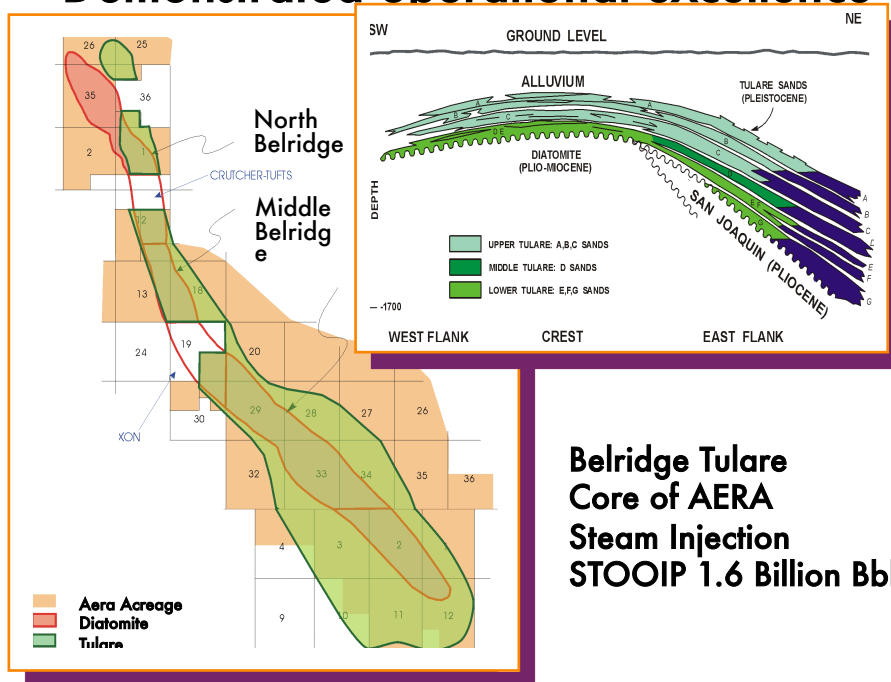 Demonstrated operational excellence
SW
NE
GROUND LEVEL
ALLUVIUM
TULARE SANDS
(PLEISTOCENE)
A
A
B
B
C
C
D E
D
E,F
G
DIATOMITE
(PLIO-MIOCENE)
SAN JOAQUIN (PLIOCENE)
A
B
C
D
E
F
G
DEPTH
UPPER TULARE: A,B,C SANDS
MIDDLE TULARE: D SANDS
LOWER TULARE: E,F,G SANDS
— -1700
WEST FLANK
CREST
EAST FLANK
26
25
35
36
2
1
North
Belridge
CRUTCHER-TUFTS
12
Middle
Belridg
e
13
18
24
19
20
XON
30
29
28
27
26
32
33
34
35
36
4
3
2
9
10
11
12
Aera Acreage
Diatomite
Tulare
Belridge Tulare
Core of AERA
Steam Injection
STOOIP 1.6 Billion Bbl